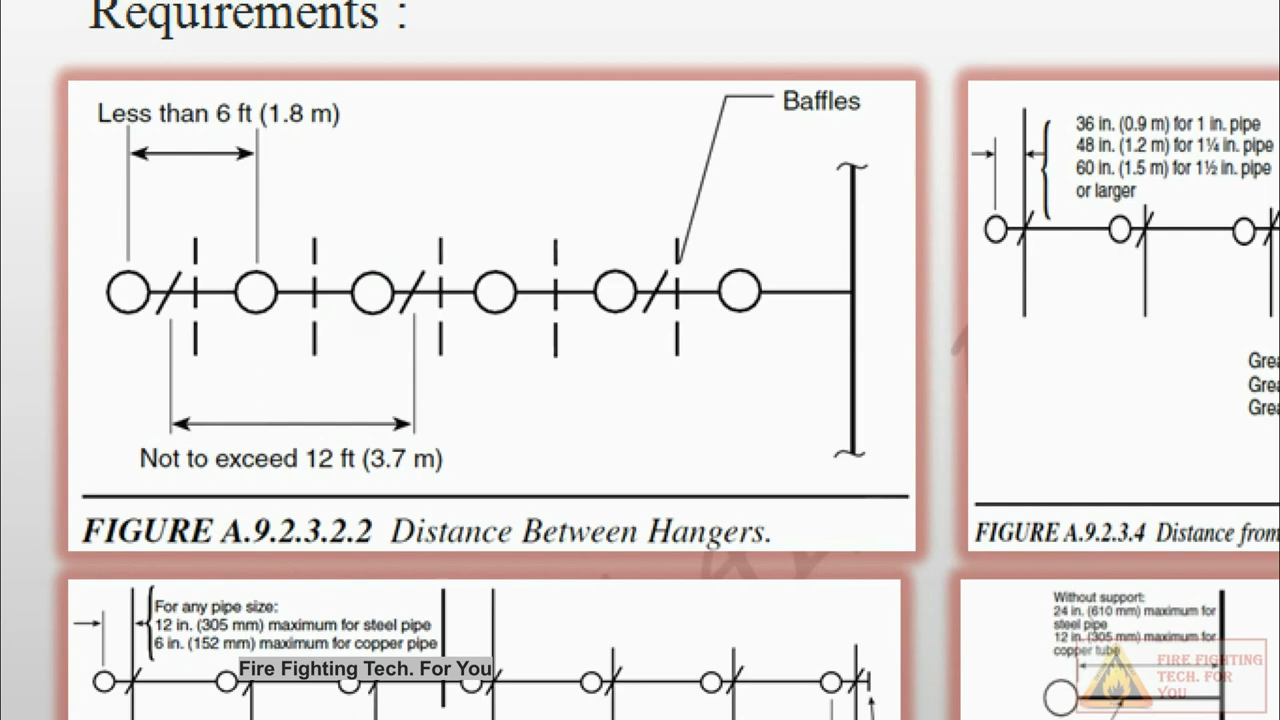 Requirements :
Less than 6 ft (1.8 m)
Baffles
Not to exceed 12 ft (3.7 m)
FIGURE A.9.2.3.2.2 Distance Between Hangers.
36 in. (0.9 m) for 1 in. pipe
48 in. (1.2 m) for 1¼ in. pipe
60 in. (1.5 m) for 1½ in. pipe
or larger
Grea
Grea
Grea
FIGURE A.9.2.3.4 Distance from
For any pipe size:
12 in. (305 mm) maximum for steel pipe
6 in. (152 mm) maximum for copper pipe
Fire Fighting Tech. For You
Without support:
24 in. (610 mm) maximum for
steel pipe
12 in. (305 mm) maximum for
copper tube
FIRE FIGHTING
TECH. FOR
YOU